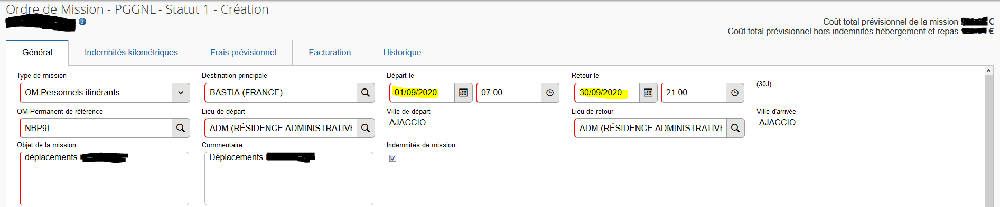 Ordre de Mission - PGGNL - Statut 1 - Création
Coût total prévisionnel de la mission €
Coût total prévisionnel hors indemnités hébergement et repas €
Général Indemnités kilométriques Frais prévisionnel Facturation Historique
Type de mission Destination principale Départ le Retour le (30J)
OM Personnels itinérants BASTIA (FRANCE) 01/09/2020 07:00 30/09/2020 21:00
OM Permanent de référence Lieu de départ Ville de départ Lieu de retour Ville d'arrivée
NBP9L ADM (RÉSIDENCE ADMINISTRATIVE AJACCIO ADM (RÉSIDENCE ADMINISTRATIVE AJACCIO
Objet de la mission Commentaire Indemnités de mission
déplacements Déplacements